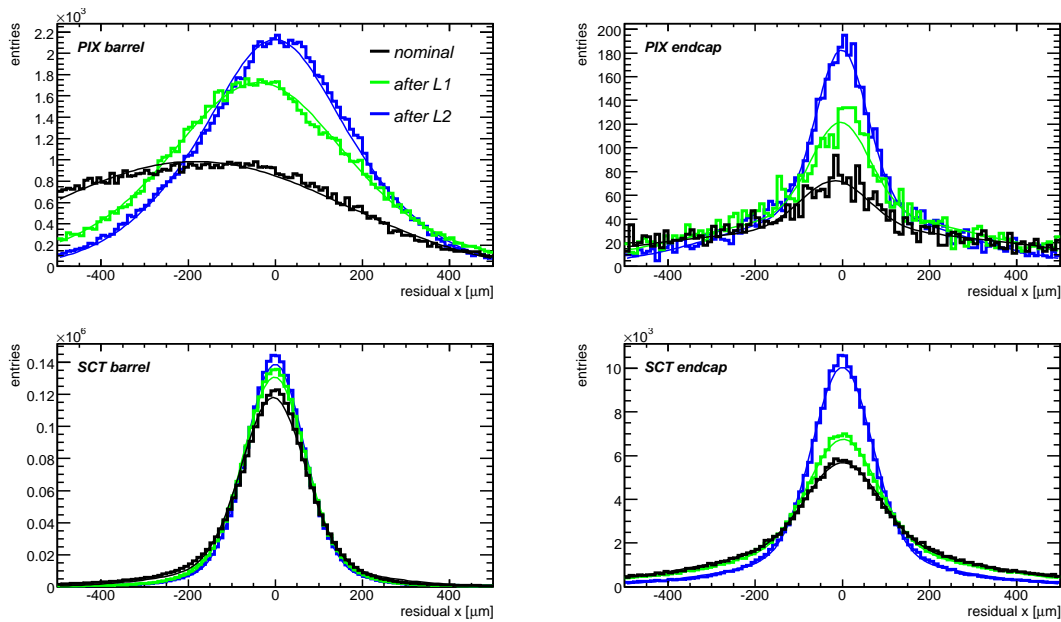 ×10³
entries
2.2
2
1.8
1.6
1.4
1.2
1
0.8
0.6
0.4
0.2
0
PIX barrel
nominal
after L1
after L2
-400 -200 0 200 400
residual x [μm]
entries
200
180
160
140
120
100
80
60
40
20
0
PIX endcap
-400 -200 0 200 400
residual x [μm]
×10⁶
entries
0.14
0.12
0.1
0.08
0.06
0.04
0.02
0
SCT barrel
-400 -200 0 200 400
residual x [μm]
×10³
entries
10
8
6
4
2
0
SCT endcap
-400 -200 0 200 400
residual x [μm]